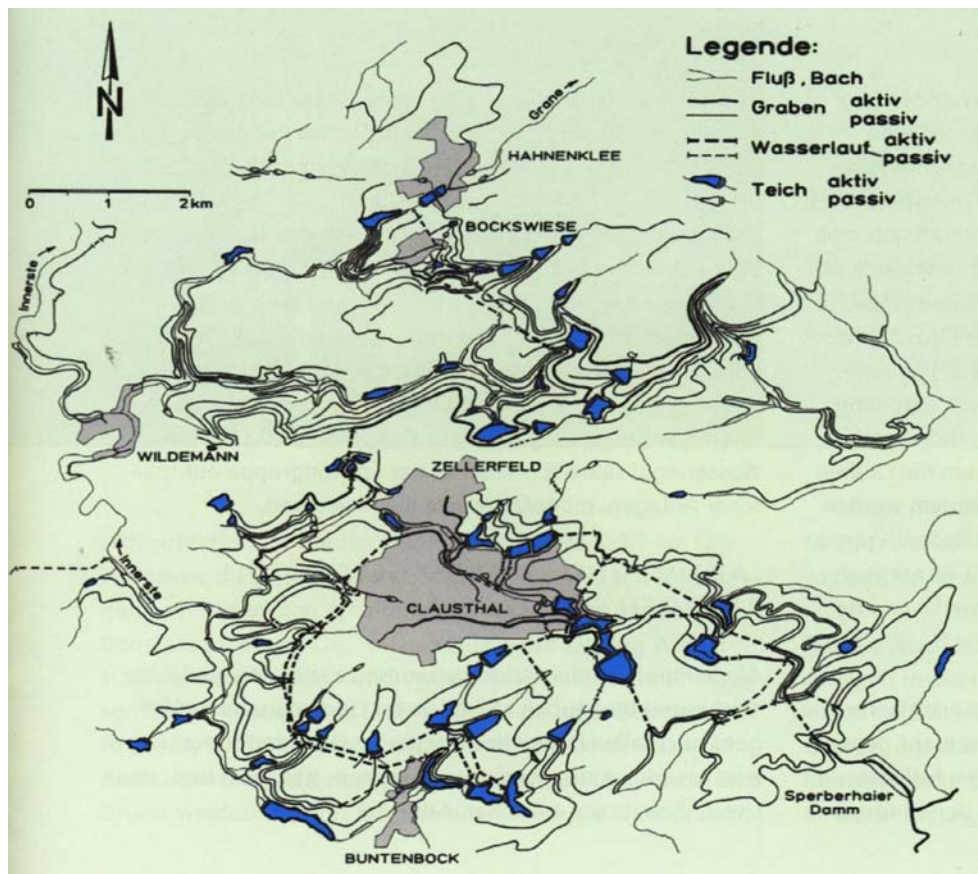 Legende:
Fluß, Bach
Graben aktiv
passiv
Wasserlauf aktiv
passiv
Teich aktiv
passiv
N
0 1 2 km
Grane
HAHNENKLEE
BOCKSWIESE
Innerste
WILDEMANN
ZELLERFELD
Innerste
CLAUSTHAL
Sperberhaier
Damm
BUNTENBOCK